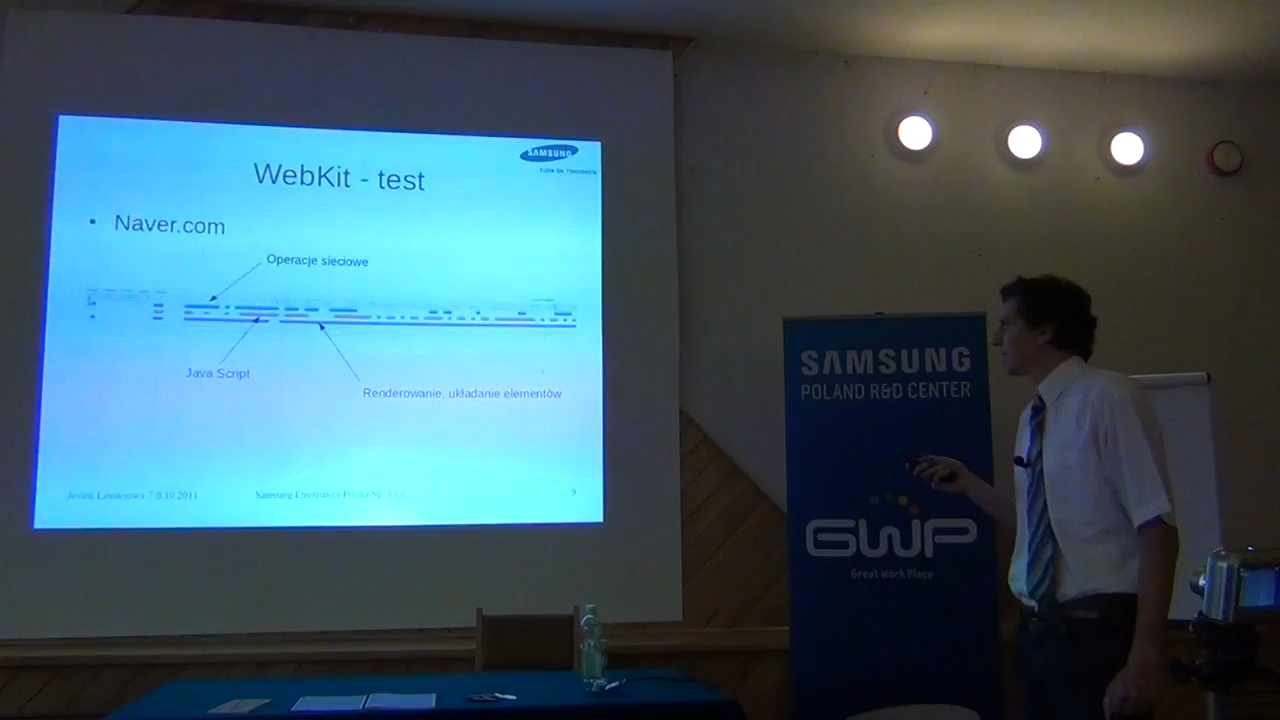 SAMSUNG
WebKit - test
• Naver.com
Operacje sieciowe
Java Script
Renderowanie, układanie elementów
Jesień Linuksowa 7-9.10.2011
Samsung Electronics Polska Sp.
9
SAMSUNG
POLAND R&D CENTER
GWP
Great Work Place